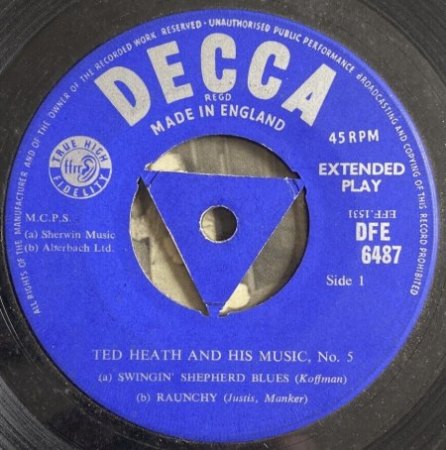 ALL RIGHTS OF THE MANUFACTURER AND OF THE OWNER OF THE RECORDED WORK RESERVED · UNAUTHORISED PUBLIC PERFORMANCE BROADCASTING AND COPYING OF THIS RECORD PROHIBITED
DECCA
REGD
MADE IN ENGLAND
TRUE HIGH
ffrr
FIDELITY
45 RPM
EXTENDED
PLAY
EFF.1531
DFE
6487
Side 1
M.C.P.S.
(a) Sherwin Music
(b) Aberbach Ltd.
TED HEATH AND HIS MUSIC, No. 5
(a) SWINGIN' SHEPHERD BLUES (Koffman)
(b) RAUNCHY (Justis, Manker)